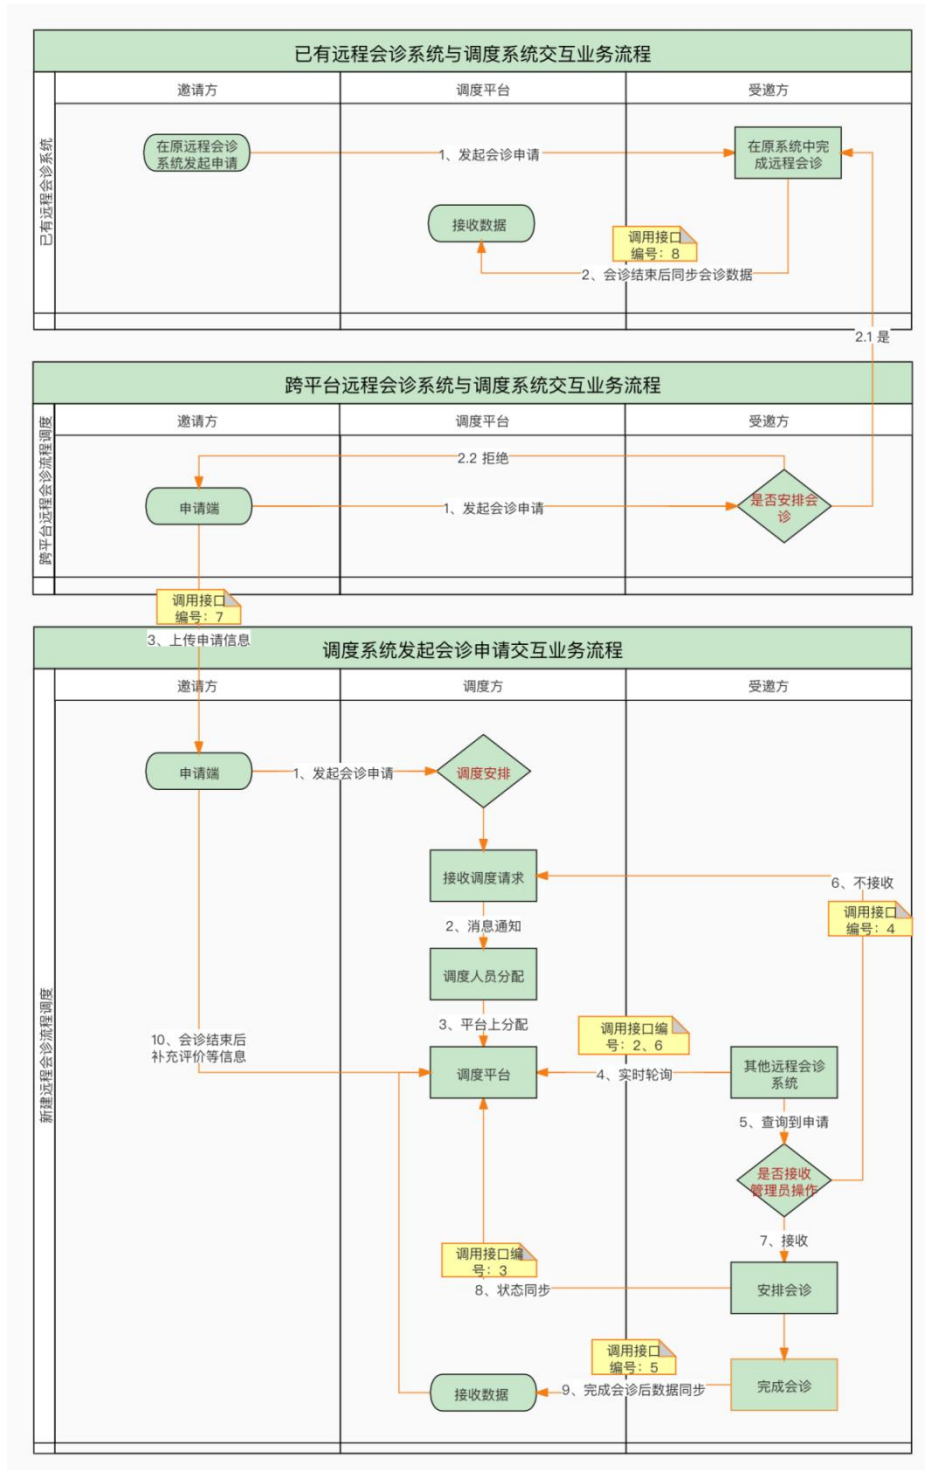 已有远程会诊系统与调度系统交互业务流程
邀请方
调度平台
受邀方
已有远程会诊系统
在原远程会诊
系统发起申请
1、发起会诊申请
在原系统中完
成远程会诊
接收数据
调用接口
编号：8
2、会诊结束后同步会诊数据
2.1 是
跨平台远程会诊系统与调度系统交互业务流程
邀请方
调度平台
受邀方
跨平台远程会诊流程调度
2.2 拒绝
申请端
1、发起会诊申请
是否安排会
诊
调用接口
编号：7
3、上传申请信息
调度系统发起会诊申请交互业务流程
邀请方
调度方
受邀方
新建远程会诊流程调度
申请端
1、发起会诊申请
调度安排
接收调度请求
6、不接收
调用接口
编号：4
2、消息通知
调度人员分配
3、平台上分配
调用接口编
号：2、6
10、会诊结束后
补充评价等信息
调度平台
4、实时轮询
其他远程会诊
系统
5、查询到申请
是否接收
管理员操作
7、接收
调用接口编
号：3
8、状态同步
安排会诊
调用接口
编号：5
接收数据
9、完成会诊后数据同步
完成会诊